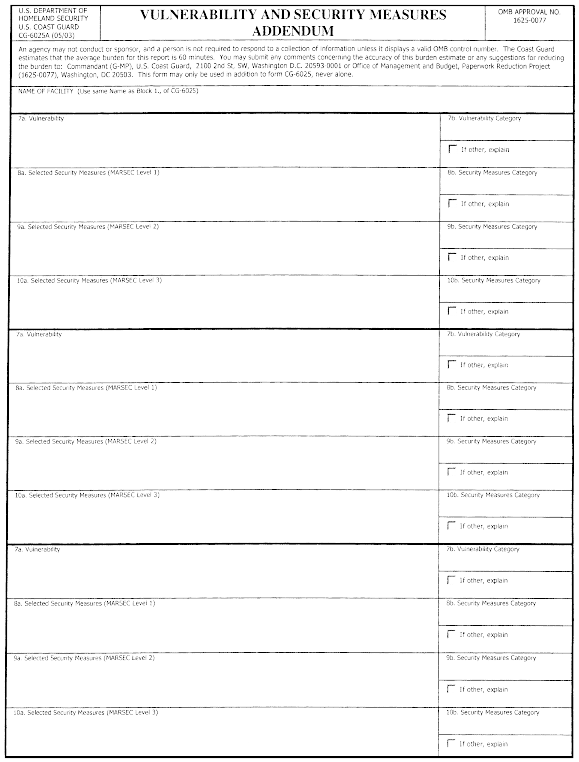 U.S. DEPARTMENT OF
HOMELAND SECURITY
U.S. COAST GUARD
CG-6025A (05/03)
VULNERABILITY AND SECURITY MEASURES
ADDENDUM
OMB APPROVAL NO.
1625-0077
An agency may not conduct or sponsor, and a person is not required to respond to a collection of information unless it displays a valid OMB control number. The Coast Guard
estimates that the average burden for this report is 60 minutes. You may submit any comments concerning the accuracy of this burden estimate or any suggestions for reducing
the burden to: Commandant (G-MP), U.S. Coast Guard, 2100 2nd St, SW, Washington D.C. 20593-0001 or Office of Management and Budget, Paperwork Reduction Project
(1625-0077), Washington, DC 20503. This form may only be used in addition to form CG-6025, never alone.
NAME OF FACILITY (Use same Name as Block 1., of CG-6025)
7a. Vulnerability
7b. Vulnerability Category
If other, explain
8a. Selected Security Measures (MARSEC Level 1)
8b. Security Measures Category
If other, explain
9a. Selected Security Measures (MARSEC Level 2)
9b. Security Measures Category
If other, explain
10a. Selected Security Measures (MARSEC Level 3)
10b. Security Measures Category
If other, explain
7a. Vulnerability
7b. Vulnerability Category
If other, explain
8a. Selected Security Measures (MARSEC Level 1)
8b. Security Measures Category
If other, explain
9a. Selected Security Measures (MARSEC Level 2)
9b. Security Measures Category
If other, explain
10a. Selected Security Measures (MARSEC Level 3)
10b. Security Measures Category
If other, explain
7a. Vulnerability
7b. Vulnerability Category
If other, explain
8a. Selected Security Measures (MARSEC Level 1)
8b. Security Measures Category
If other, explain
9a. Selected Security Measures (MARSEC Level 2)
9b. Security Measures Category
If other, explain
10a. Selected Security Measures (MARSEC Level 3)
10b. Security Measures Category
If other, explain